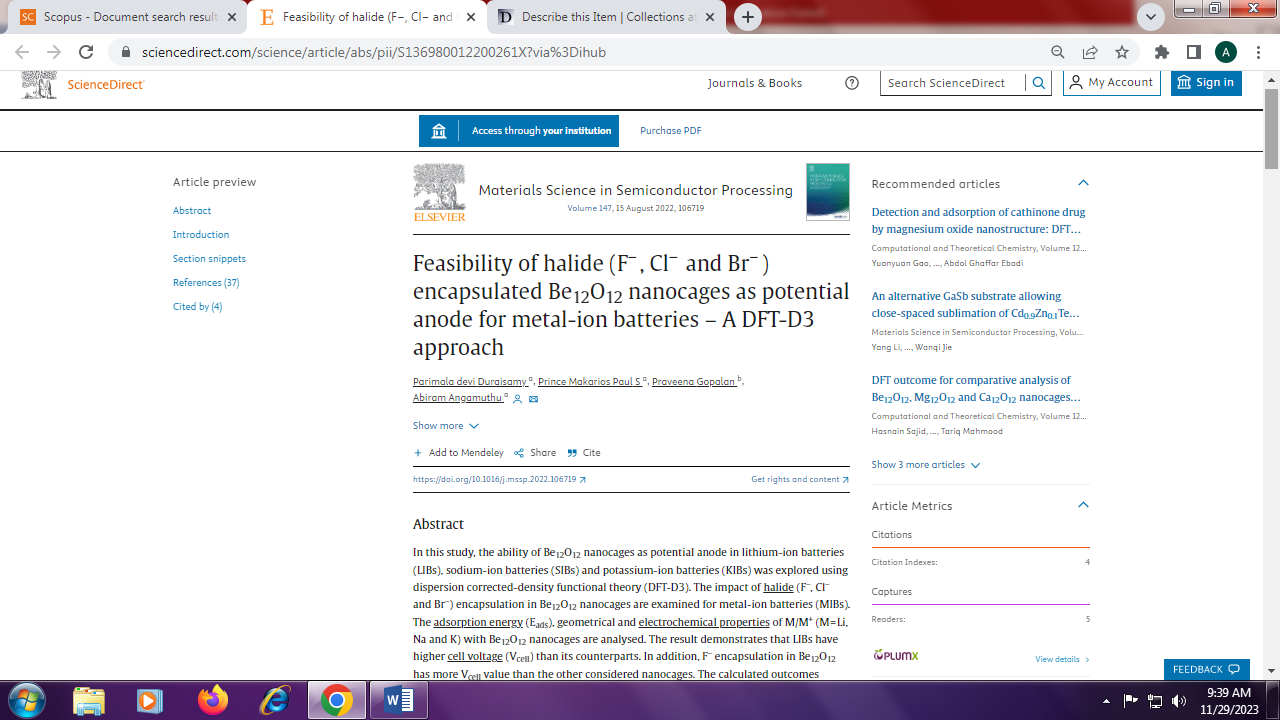 Scopus - Document search result
Feasibility of halide (F−, Cl− and
Describe this Item | Collections a
sciencedirect.com/science/article/abs/pii/S136980012200261X?via%3Dihub
A
ScienceDirect
Journals & Books
Search ScienceDirect
My Account
Sign in
Access through your institution
Purchase PDF
Article preview
Abstract
Introduction
Section snippets
References (37)
Cited by (4)
ELSEVIER
Materials Science in Semiconductor Processing
Volume 147, 15 August 2022, 106719
Feasibility of halide (F⁻, Cl⁻ and Br⁻)
encapsulated Be₁₂O₁₂ nanocages as potential
anode for metal-ion batteries – A DFT-D3
approach
Parimala devi Duraisamy ᵃ, Prince Makarios Paul S ᵃ, Praveena Gopalan ᵇ,
Abiram Angamuthu ᵃ
Show more
+ Add to Mendeley
Share
Cite
https://doi.org/10.1016/j.mssp.2022.106719
Get rights and content
Abstract
In this study, the ability of Be₁₂O₁₂ nanocages as potential anode in lithium-ion batteries
(LIBs), sodium-ion batteries (SIBs) and potassium-ion batteries (KIBs) was explored using
dispersion corrected-density functional theory (DFT-D3). The impact of halide (F⁻, Cl⁻
and Br⁻) encapsulation in Be₁₂O₁₂ nanocages are examined for metal-ion batteries (MIBs).
The adsorption energy (Eads), geometrical and electrochemical properties of M/M⁺ (M=Li,
Na and K) with Be₁₂O₁₂ nanocages are analysed. The result demonstrates that LIBs have
higher cell voltage (Vcell) than its counterparts. In addition, F⁻ encapsulation in Be₁₂O₁₂
has more Vcell value than the other considered nanocages. The calculated outcomes
Recommended articles
Detection and adsorption of cathinone drug
by magnesium oxide nanostructure: DFT…
Computational and Theoretical Chemistry, Volume 12…
Yuanyuan Gao, …, Abdol Ghaffar Ebadi
An alternative GaSb substrate allowing
close-spaced sublimation of Cd₀.₉Zn₀.₁Te…
Materials Science in Semiconductor Processing, Volu…
Yang Li, …, Wanqi Jie
DFT outcome for comparative analysis of
Be₁₂O₁₂, Mg₁₂O₁₂ and Ca₁₂O₁₂ nanocages…
Computational and Theoretical Chemistry, Volume 12…
Hasnain Sajid, …, Tariq Mahmood
Show 3 more articles
Article Metrics
Citations
Citation Indexes: 4
Captures
Readers: 5
PLUMX
View details
FEEDBACK
9:39 AM
11/29/2023